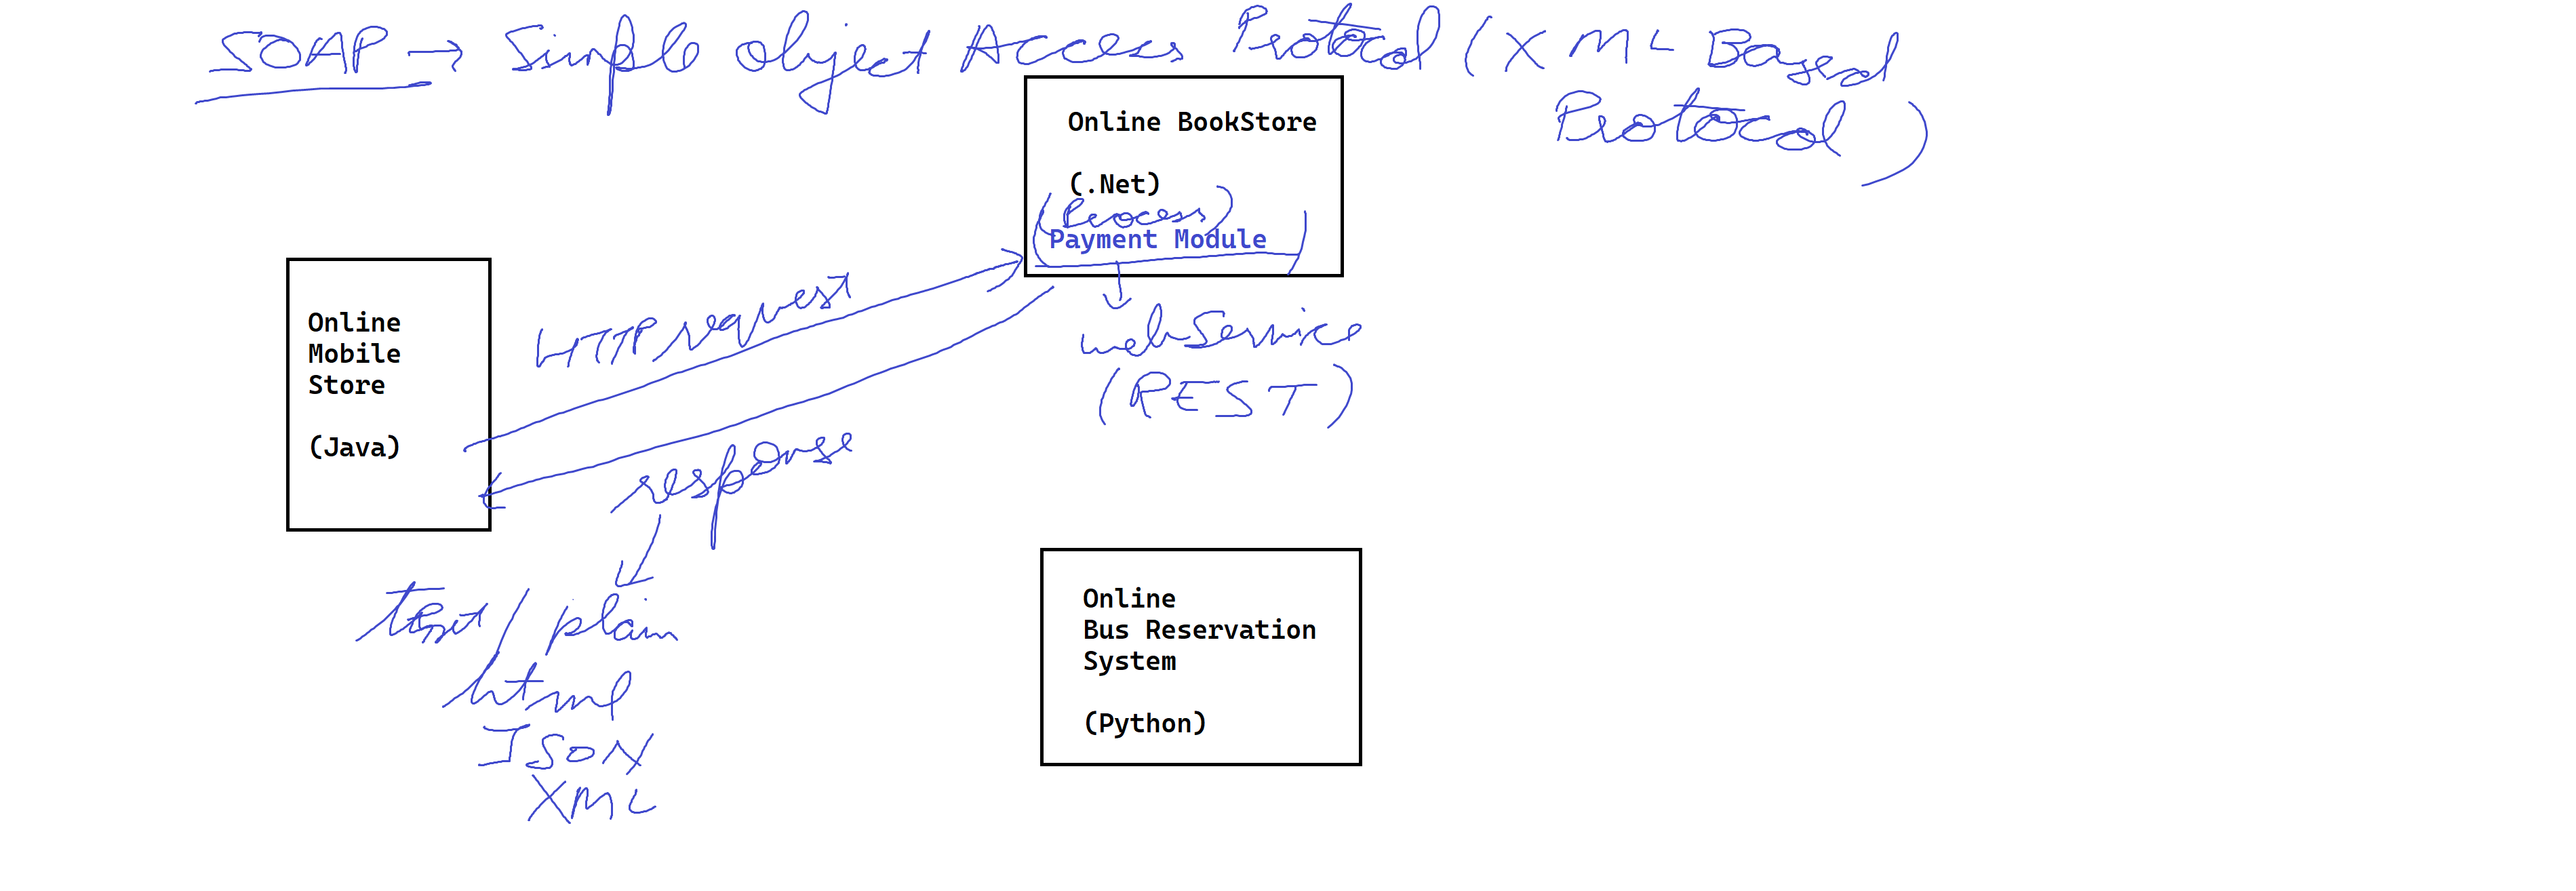 SOAP → Simple Object Access Protocol (XML Based
Protocol)
Online BookStore
(.Net)
(Process)
Payment Module
webService
(REST)
Online
Mobile
Store
(Java)
HTTP request
response
text/plain
html
JSON
XML
Online
Bus Reservation
System
(Python)